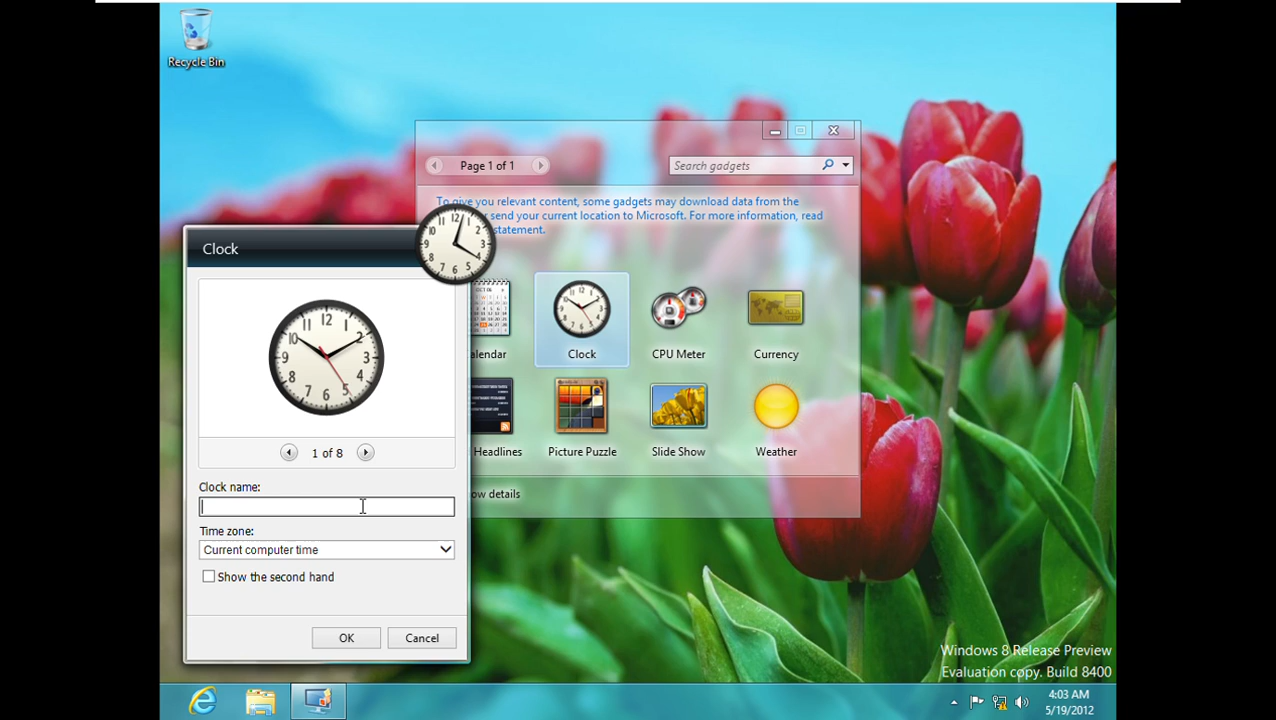 Recycle Bin
Page 1 of 1
Search gadgets
To give you relevant content, some gadgets may download data from the
send your current location to Microsoft. For more information, read
statement.
Clock
Clock
CPU Meter
Currency
Headlines
Picture Puzzle
Slide Show
Weather
details
1 of 8
Clock name:
Time zone:
Current computer time
Show the second hand
OK
Cancel
Windows 8 Release Preview
Evaluation copy. Build 8400
4:03 AM
5/19/2012